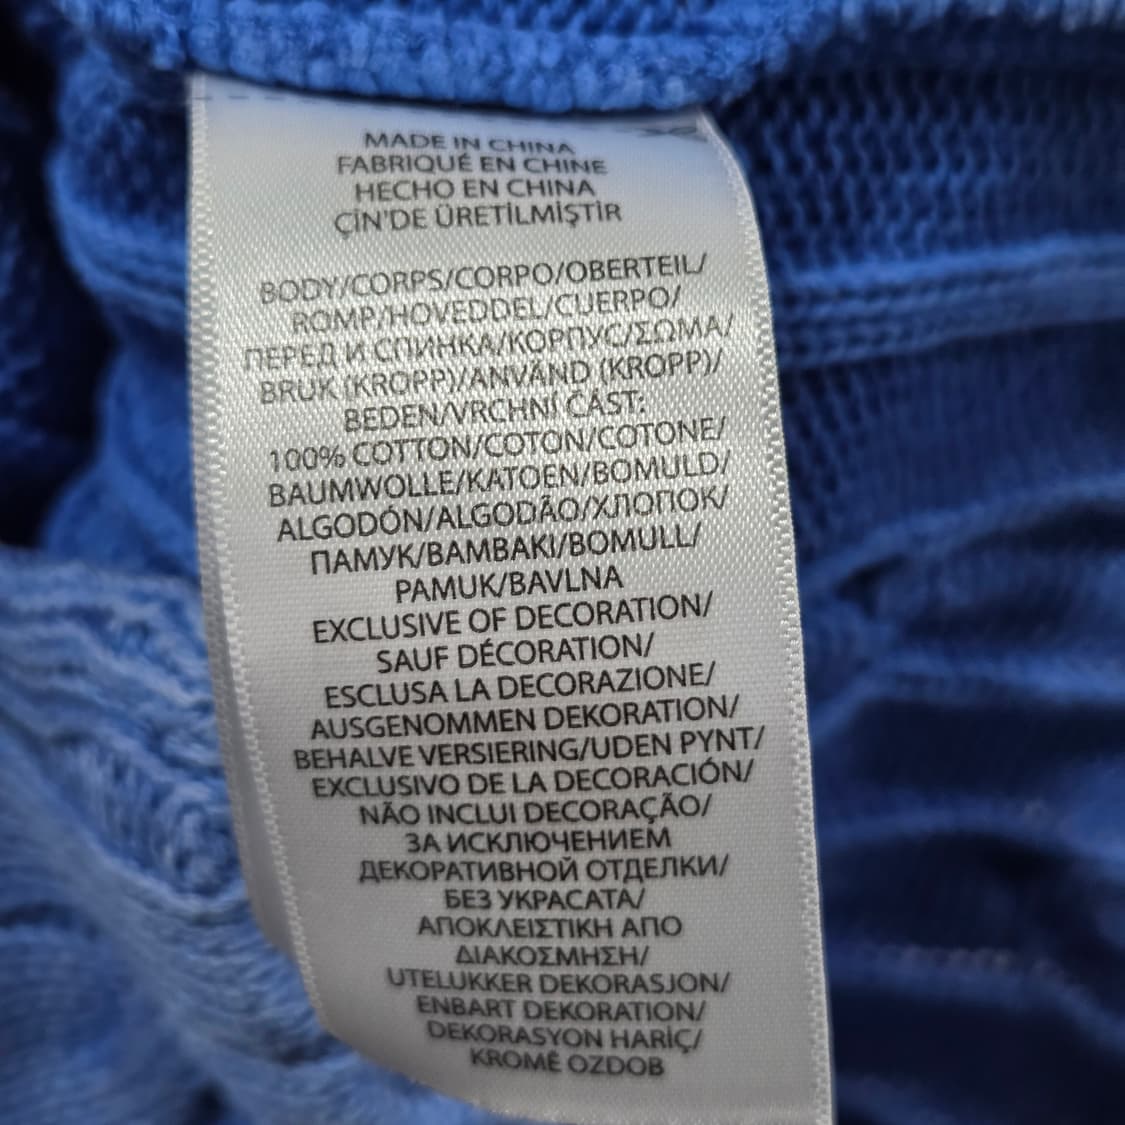 MADE IN CHINA
FABRIQUÉ EN CHINE
HECHO EN CHINA
ÇİN'DE ÜRETİLMİŞTİR
BODY/CORPS/CORPO/OBERTEIL/
ROMP/HOVEDDEL/CUERPO/
ПЕРЕД И СПИНКА/КОРПУС/ΣΩΜΑ/
BRUK (KROPP)/ANVÄND (KROPP)/
BEDEN/VRCHNÍ ČÁST:
100% COTTON/COTON/COTONE/
BAUMWOLLE/KATOEN/BOMULD/
ALGODÓN/ALGODÃO/ХЛОПОК/
ПАМУК/ΒΑΜΒΑΚΙ/BOMULL/
PAMUK/BAVLNA
EXCLUSIVE OF DECORATION/
SAUF DÉCORATION/
ESCLUSA LA DECORAZIONE/
AUSGENOMMEN DEKORATION/
BEHALVE VERSIERING/UDEN PYNT/
EXCLUSIVO DE LA DECORACIÓN/
NÃO INCLUI DECORAÇÃO/
ЗА ИСКЛЮЧЕНИЕМ
ДЕКОРАТИВНОЙ ОТДЕЛКИ/
БЕЗ УКРАСАТА/
ΑΠΟΚΛΕΙΣΤΙΚΗ ΑΠΟ
ΔΙΑΚΟΣΜΗΣΗ/
UTELUKKER DEKORASJON/
ENBART DEKORATION/
DEKORASYON HARİÇ/
KROMĚ OZDOB